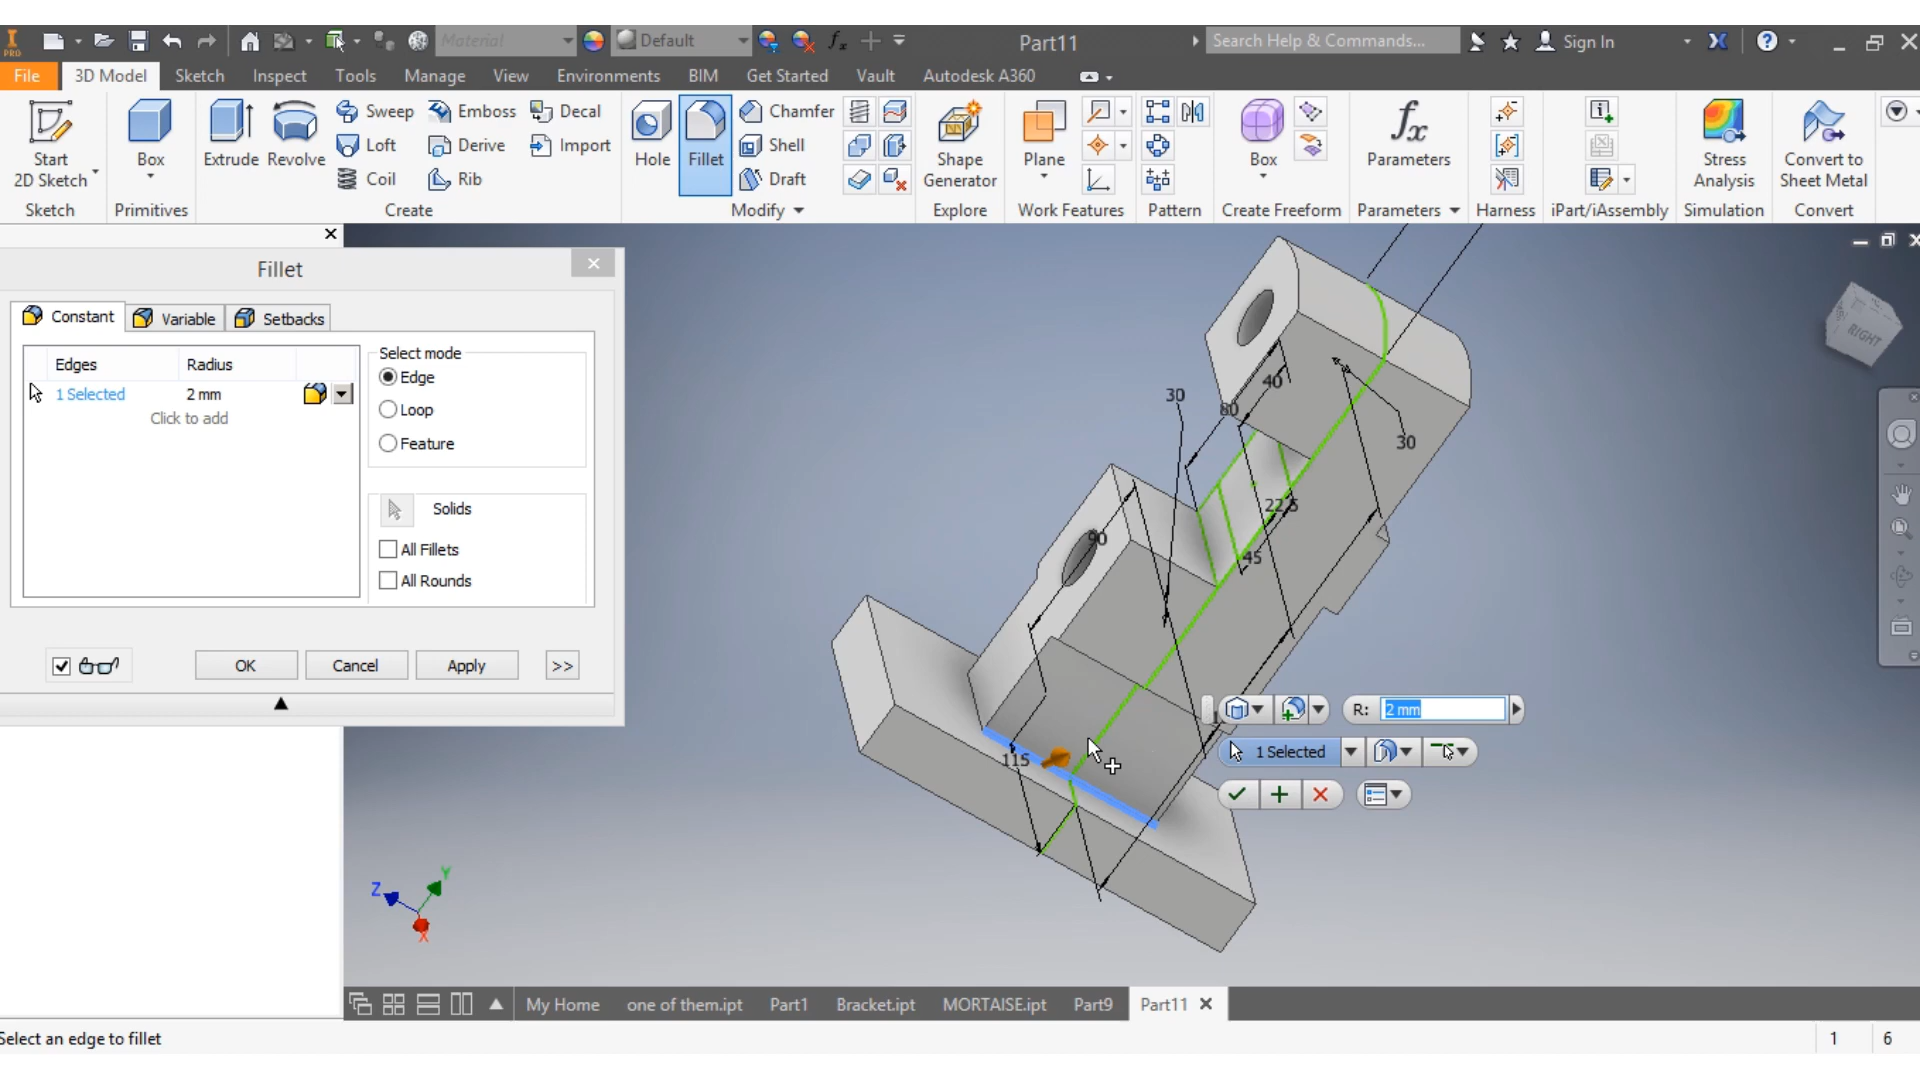 PRO
Material
Default
Part11
Search Help & Commands...
Sign In
File
3D Model
Sketch
Inspect
Tools
Manage
View
Environments
BIM
Get Started
Vault
Autodesk A360
Start
2D Sketch
Box
Extrude
Revolve
Sweep
Loft
Coil
Emboss
Derive
Rib
Decal
Import
Hole
Fillet
Chamfer
Shell
Draft
Shape
Generator
Plane
Box
Parameters
Stress
Analysis
Convert to
Sheet Metal
Sketch
Primitives
Create
Modify
Explore
Work Features
Pattern
Create Freeform
Parameters
Harness
iPart/iAssembly
Simulation
Convert
Fillet
Constant
Variable
Setbacks
Edges
Radius
1 Selected
2 mm
Click to add
Select mode
Edge
Loop
Feature
Solids
All Fillets
All Rounds
OK
Cancel
Apply
>>
RIGHT
30
80
40
30
22.5
45
90
115
R:
2 mm
1 Selected
Z
Y
X
My Home
one of them.ipt
Part1
Bracket.ipt
MORTAISE.ipt
Part9
Part11
Select an edge to fillet
1
6